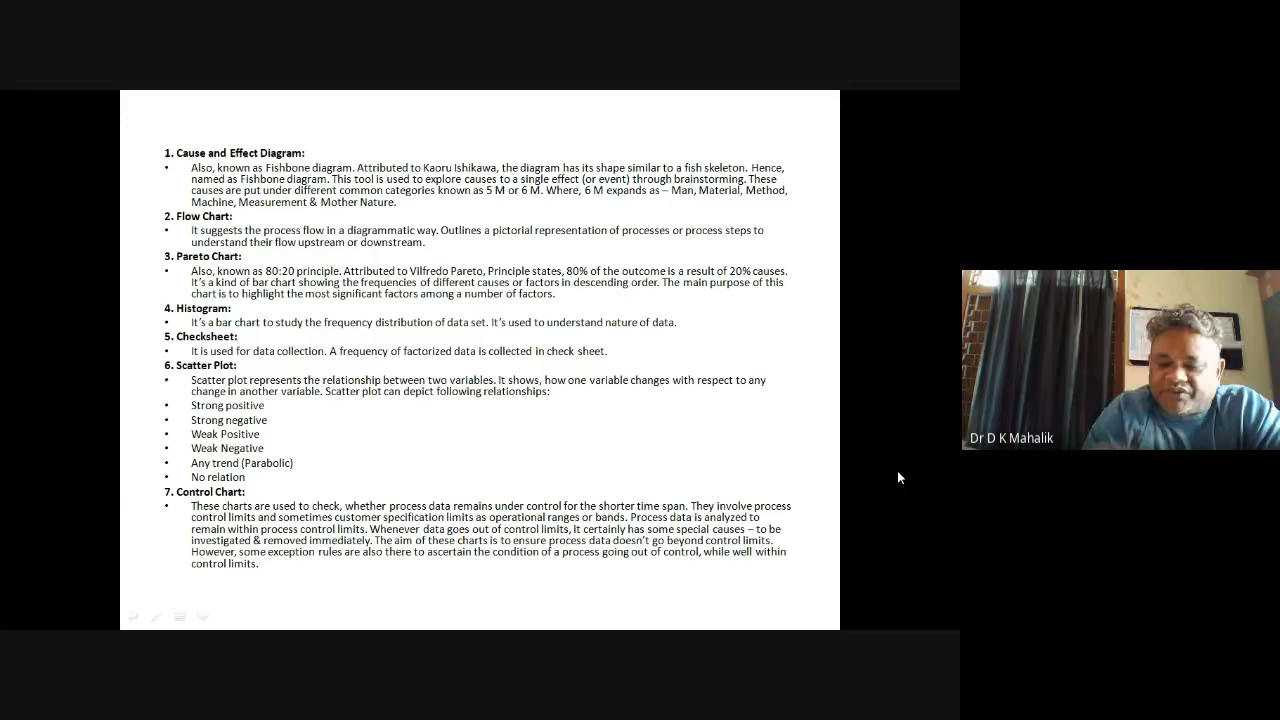 1. Cause and Effect Diagram:
• Also, known as Fishbone diagram. Attributed to Kaoru Ishikawa, the diagram has its shape similar to a fish skeleton. Hence,
named as Fishbone diagram. This tool is used to explore causes to a single effect (or event) through brainstorming. These
causes are put under different common categories known as 5 M or 6 M. Where, 6 M expands as – Man, Material, Method,
Machine, Measurement & Mother Nature.
2. Flow Chart:
• It suggests the process flow in a diagrammatic way. Outlines a pictorial representation of processes or process steps to
understand their flow upstream or downstream.
3. Pareto Chart:
• Also, known as 80:20 principle. Attributed to Vilfredo Pareto, Principle states, 80% of the outcome is a result of 20% causes.
It's a kind of bar chart showing the frequencies of different causes or factors in descending order. The main purpose of this
chart is to highlight the most significant factors among a number of factors.
4. Histogram:
• It's a bar chart to study the frequency distribution of data set. It's used to understand nature of data.
5. Checksheet:
• It is used for data collection. A frequency of factorized data is collected in check sheet.
6. Scatter Plot:
• Scatter plot represents the relationship between two variables. It shows, how one variable changes with respect to any
change in another variable. Scatter plot can depict following relationships:
• Strong positive
• Strong negative
• Weak Positive
• Weak Negative
• Any trend (Parabolic)
• No relation
7. Control Chart:
• These charts are used to check, whether process data remains under control for the shorter time span. They involve process
control limits and sometimes customer specification limits as operational ranges or bands. Process data is analyzed to
remain within process control limits. Whenever data goes out of control limits, it certainly has some special causes – to be
investigated & removed immediately. The aim of these charts is to ensure process data doesn't go beyond control limits.
However, some exception rules are also there to ascertain the condition of a process going out of control, while well within
control limits.
Dr D K Mahalik